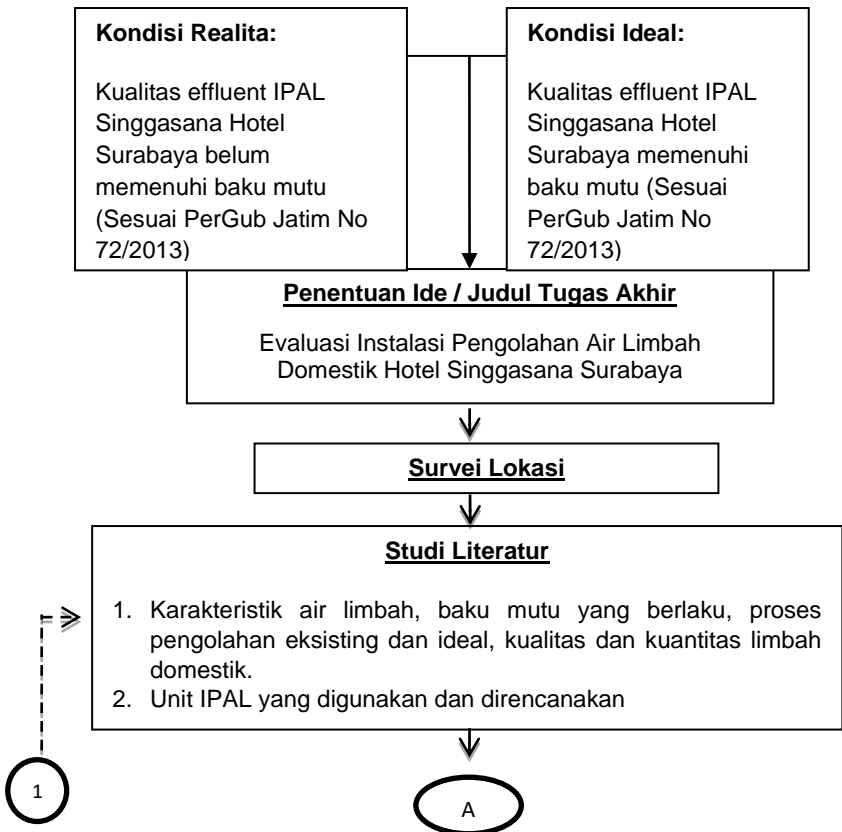 Kondisi Realita:
Kualitas effluent IPAL
Singgasana Hotel
Surabaya belum
memenuhi baku mutu
(Sesuai PerGub Jatim No
72/2013)
Kondisi Ideal:
Kualitas effluent IPAL
Singgasana Hotel
Surabaya memenuhi
baku mutu (Sesuai
PerGub Jatim No
72/2013)
Penentuan Ide / Judul Tugas Akhir
Evaluasi Instalasi Pengolahan Air Limbah
Domestik Hotel Singgasana Surabaya
Survei Lokasi
Studi Literatur
1. Karakteristik air limbah, baku mutu yang berlaku, proses
pengolahan eksisting dan ideal, kualitas dan kuantitas limbah
domestik.
2. Unit IPAL yang digunakan dan direncanakan
1
A